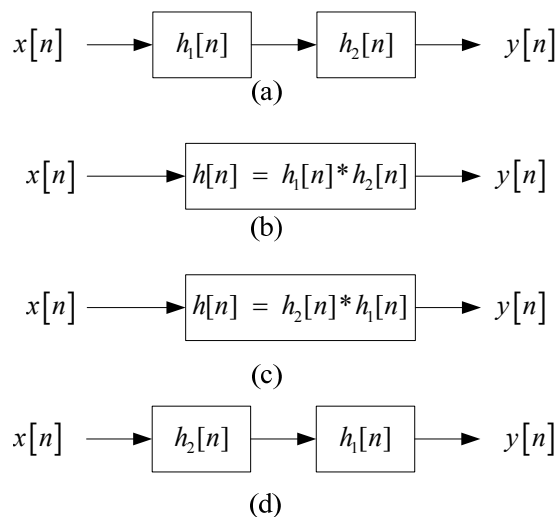 x[n] h₁[n] h₂[n] y[n]
(a)
x[n] h[n] = h₁[n]*h₂[n] y[n]
(b)
x[n] h[n] = h₂[n]*h₁[n] y[n]
(c)
x[n] h₂[n] h₁[n] y[n]
(d)